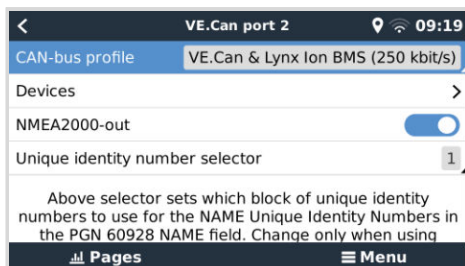 VE.Can port 2 09:19
CAN-bus profile VE.Can & Lynx Ion BMS (250 kbit/s)
Devices
NMEA2000-out
Unique identity number selector 1
Above selector sets which block of unique identity
numbers to use for the NAME Unique Identity Numbers in
the PGN 60928 NAME field. Change only when using
Pages Menu